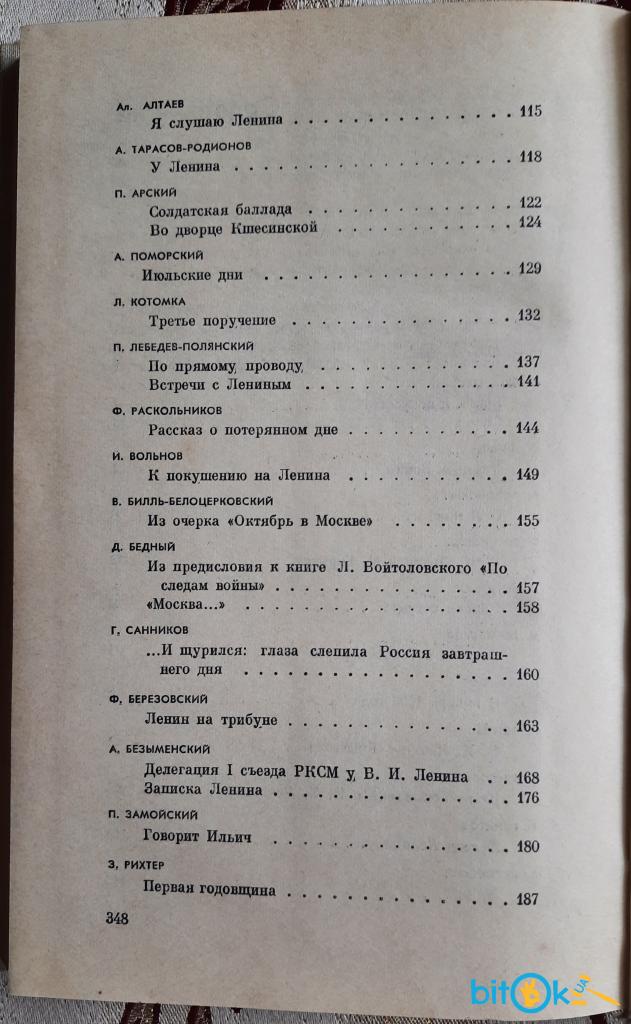 Ал. АЛТАЕВ
Я слушаю Ленина . . . . . . . . . . . . . . . 115
А. ТАРАСОВ-РОДИОНОВ
У Ленина . . . . . . . . . . . . . . . . . . 118
П. АРСКИЙ
Солдатская баллада . . . . . . . . . . . . . 122
Во дворце Кшесинской . . . . . . . . . . . . 124
А. ПОМОРСКИЙ
Июльские дни . . . . . . . . . . . . . . . . 129
Л. КОТОМКА
Третье поручение . . . . . . . . . . . . . . 132
П. ЛЕБЕДЕВ-ПОЛЯНСКИЙ
По прямому проводу . . . . . . . . . . . . . 137
Встречи с Лениным . . . . . . . . . . . . . . 141
Ф. РАСКОЛЬНИКОВ
Рассказ о потерянном дне . . . . . . . . . . . 144
И. ВОЛЬНОВ
К покушению на Ленина . . . . . . . . . . . 149
В. БИЛЛЬ-БЕЛОЦЕРКОВСКИЙ
Из очерка «Октябрь в Москве» . . . . . . . . 155
Д. БЕДНЫЙ
Из предисловия к книге Л. Войтоловского «По
следам войны» . . . . . . . . . . . . . . . 157
«Москва...» . . . . . . . . . . . . . . . . . 158
Г. САННИКОВ
...И щурился: глаза слепила Россия завтраш-
него дня . . . . . . . . . . . . . . . . . 160
Ф. БЕРЕЗОВСКИЙ
Ленин на трибуне . . . . . . . . . . . . . . 163
А. БЕЗЫМЕНСКИЙ
Делегация I съезда РКСМ у В. И. Ленина . . 168
Записка Ленина . . . . . . . . . . . . . . . 176
П. ЗАМОЙСКИЙ
Говорит Ильич . . . . . . . . . . . . . . . 180
З. РИХТЕР
Первая годовщина . . . . . . . . . . . . . . 187
348
bitok.UA